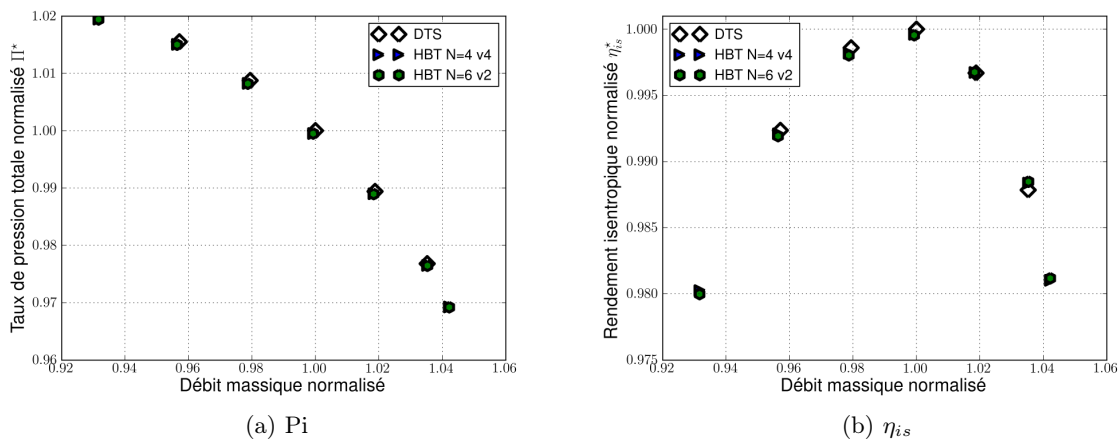 1.02
1.01
1.00
0.99
0.98
0.97
0.96
Taux de pression totale normalisé Π*
DTS
HBT N=4 v4
HBT N=6 v2
0.92 0.94 0.96 0.98 1.00 1.02 1.04 1.06
Débit massique normalisé
(a) Pi
1.000
0.995
0.990
0.985
0.980
0.975
Rendement isentropique normalisé η*is
DTS
HBT N=4 v4
HBT N=6 v2
0.92 0.94 0.96 0.98 1.00 1.02 1.04 1.06
Débit massique normalisé
(b) ηis